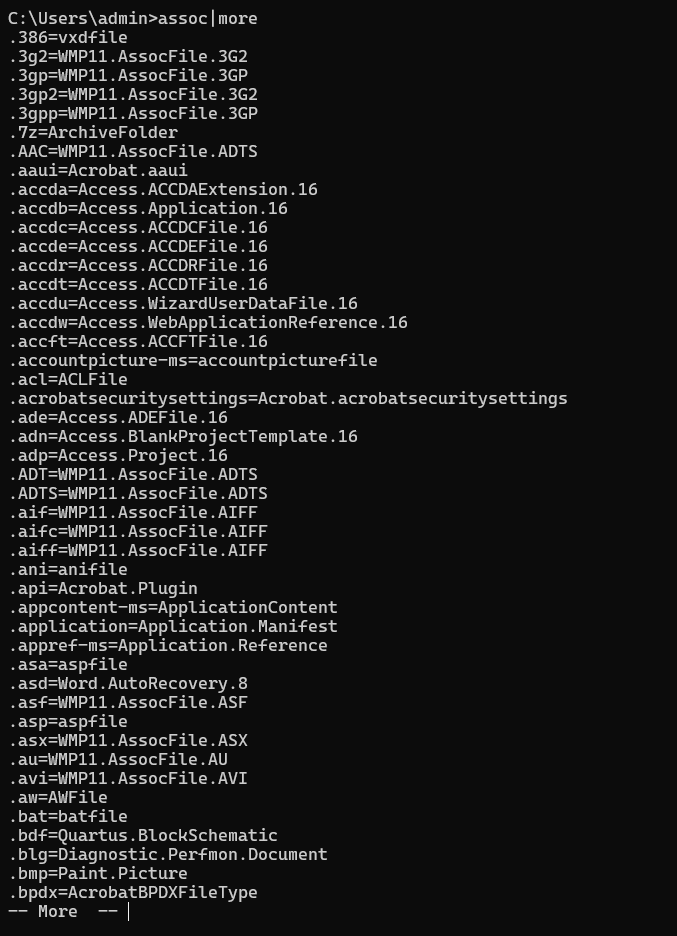 C:\Users\admin>assoc|more
.386=vxdfile
.3g2=WMP11.AssocFile.3G2
.3gp=WMP11.AssocFile.3GP
.3gp2=WMP11.AssocFile.3G2
.3gpp=WMP11.AssocFile.3GP
.7z=ArchiveFolder
.AAC=WMP11.AssocFile.ADTS
.aaui=Acrobat.aaui
.accda=Access.ACCDAExtension.16
.accdb=Access.Application.16
.accdc=Access.ACCDCFile.16
.accde=Access.ACCDEFile.16
.accdr=Access.ACCDRFile.16
.accdt=Access.ACCDTFile.16
.accdu=Access.WizardUserDataFile.16
.accdw=Access.WebApplicationReference.16
.accft=Access.ACCFTFile.16
.accountpicture-ms=accountpicturefile
.acl=ACLFile
.acrobatsecuritysettings=Acrobat.acrobatsecuritysettings
.ade=Access.ADEFile.16
.adn=Access.BlankProjectTemplate.16
.adp=Access.Project.16
.ADT=WMP11.AssocFile.ADTS
.ADTS=WMP11.AssocFile.ADTS
.aif=WMP11.AssocFile.AIFF
.aifc=WMP11.AssocFile.AIFF
.aiff=WMP11.AssocFile.AIFF
.ani=anifile
.api=Acrobat.Plugin
.appcontent-ms=ApplicationContent
.application=Application.Manifest
.appref-ms=Application.Reference
.asa=aspfile
.asd=Word.AutoRecovery.8
.asf=WMP11.AssocFile.ASF
.asp=aspfile
.asx=WMP11.AssocFile.ASX
.au=WMP11.AssocFile.AU
.avi=WMP11.AssocFile.AVI
.aw=AWFile
.bat=batfile
.bdf=Quartus.BlockSchematic
.blg=Diagnostic.Perfmon.Document
.bmp=Paint.Picture
.bpdx=AcrobatBPDXFileType
-- More  --